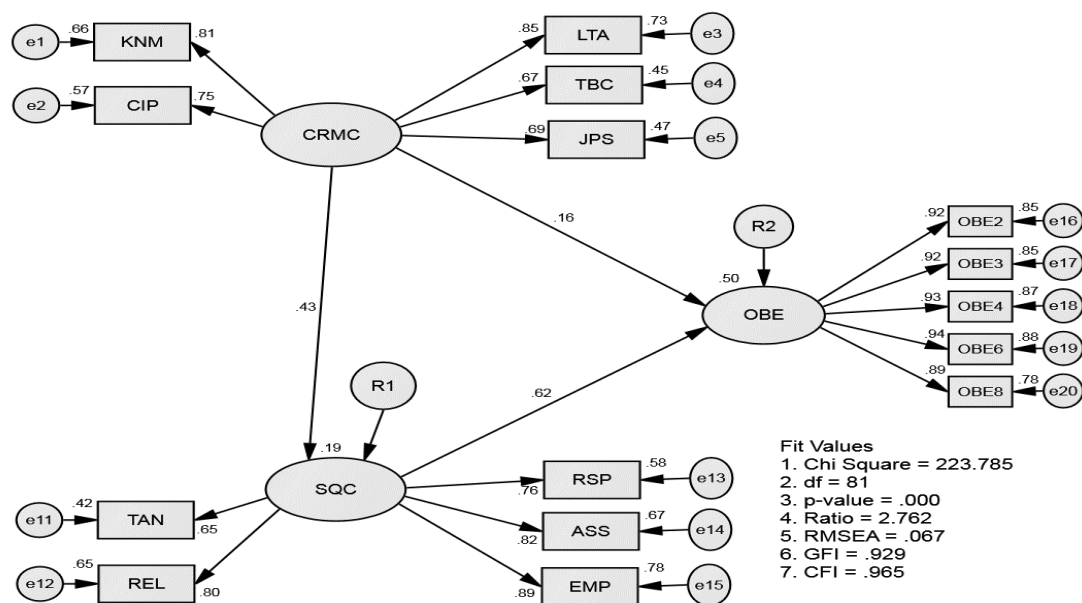 e1 .66 KNM .81
e2 .57 CIP .75
.85 LTA .73 e3
.67 TBC .45 e4
.69 JPS .47 e5
CRMC
.16
.43
R2
.50
OBE
.92 OBE2 .85 e16
.92 OBE3 .85 e17
.93 OBE4 .87 e18
.94 OBE6 .88 e19
.89 OBE8 .78 e20
R1
.62
.19
SQC
e11 .42 TAN .65
e12 .65 REL .80
.76 RSP .58 e13
.82 ASS .67 e14
.89 EMP .78 e15
Fit Values
1. Chi Square = 223.785
2. df = 81
3. p-value = .000
4. Ratio = 2.762
5. RMSEA = .067
6. GFI = .929
7. CFI = .965